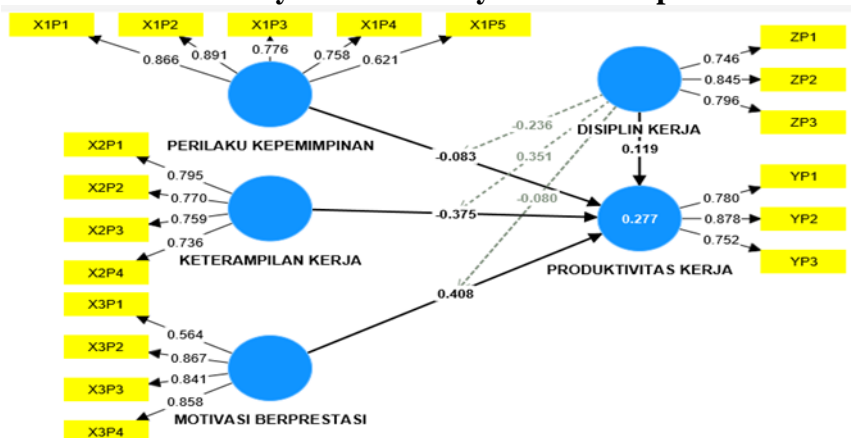 X1P1 X1P2 X1P3 X1P4 X1P5
0.866 0.891 0.776 0.758 0.621
PERILAKU KEPEMIMPINAN
X2P1
X2P2
X2P3
X2P4
0.795
0.770
0.759
0.736
KETERAMPILAN KERJA
X3P1
X3P2
X3P3
X3P4
0.564
0.867
0.841
0.858
MOTIVASI BERPRESTASI
-0.083
-0.375
0.408
-0.236
0.351
-0.080
DISIPLIN KERJA
0.119
0.746
0.845
0.796
ZP1
ZP2
ZP3
0.277
PRODUKTIVITAS KERJA
0.780
0.878
0.752
YP1
YP2
YP3